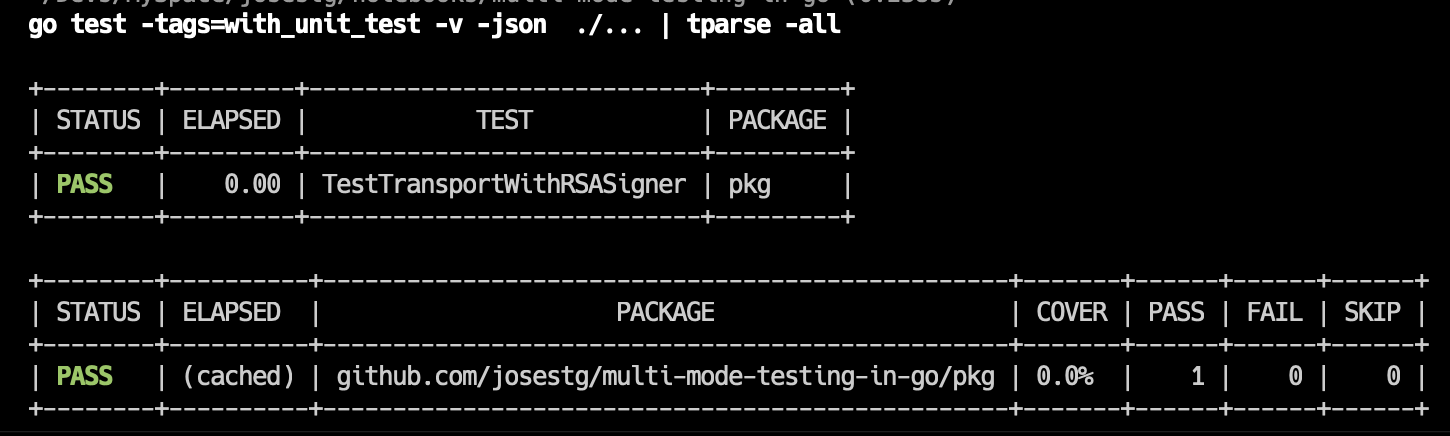 go test -tags=with_unit_test -v -json  ./... | tparse -all
+--------+---------+----------------------------+---------+
| STATUS | ELAPSED |            TEST            | PACKAGE |
+--------+---------+----------------------------+---------+
| PASS   |    0.00 | TestTransportWithRSASigner | pkg     |
+--------+---------+----------------------------+---------+
+--------+----------+-------------------------------------------------+-------+------+------+------+
| STATUS | ELAPSED  |                     PACKAGE                     | COVER | PASS | FAIL | SKIP |
+--------+----------+-------------------------------------------------+-------+------+------+------+
| PASS   | (cached) | github.com/josestg/multi-mode-testing-in-go/pkg | 0.0%  |    1 |    0 |    0 |
+--------+----------+-------------------------------------------------+-------+------+------+------+